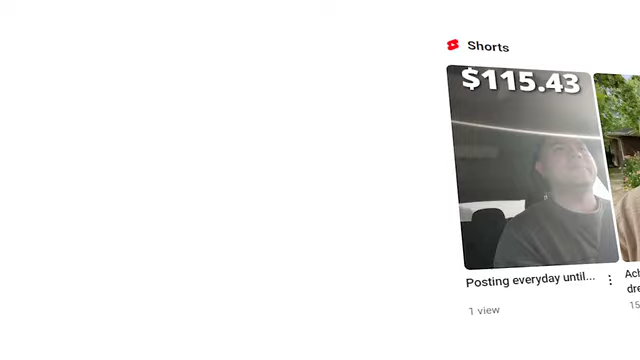 Shorts
$115.43
Posting everyday until...
1 view
Ach
dre
15